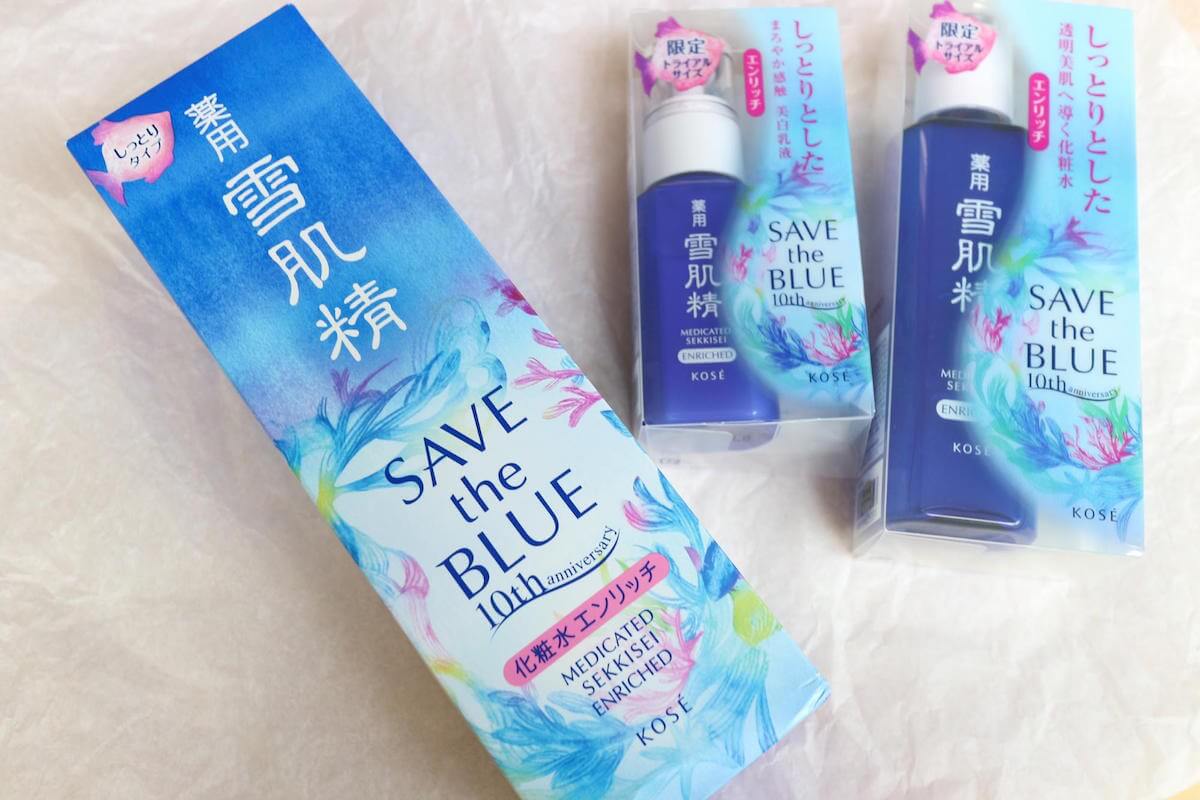 しっとり
タイプ
薬用
雪肌精
SAVE
the
BLUE
10th anniversary
化粧水 エンリッチ
MEDICATED
SEKKISEI
ENRICHED
KOSÉ
限定
トライアル
サイズ
エンリッチ
しっとりとした
まろやか感触 美白乳液
薬用
雪肌精
MEDICATED
SEKKISEI
ENRICHED
KOSÉ
SAVE
the
BLUE
10th anniversary
KOSÉ
限定
トライアル
サイズ
エンリッチ
しっとりとした
透明美肌へ導く化粧水
薬用
雪肌精
KOSÉ
SAVE
the
BLUE
10th anniversary
KOSÉ